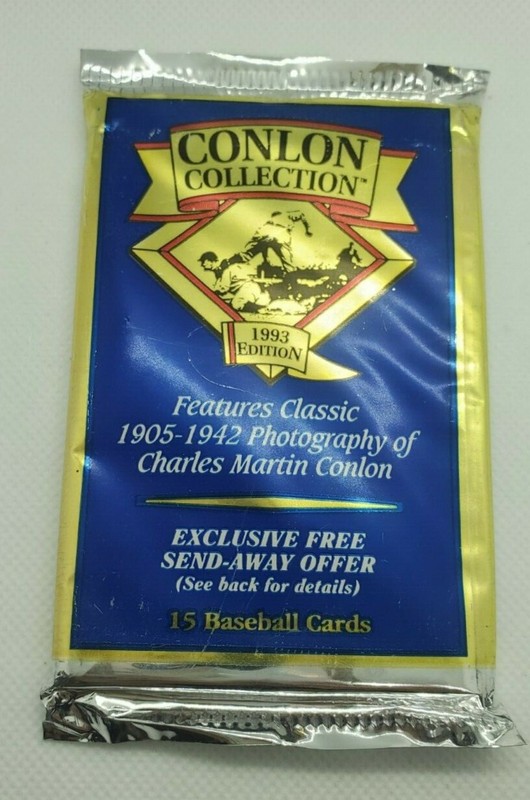 CONLON
COLLECTION™
1993
EDITION
Features Classic
1905-1942 Photography of
Charles Martin Conlon
EXCLUSIVE FREE
SEND-AWAY OFFER
(See back for details)
15 Baseball Cards